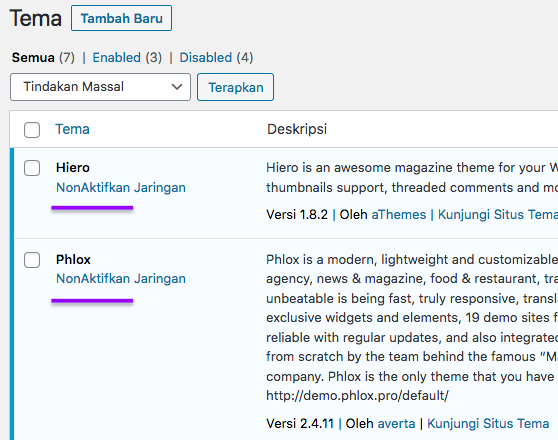 Tema Tambah Baru
Semua (7) | Enabled (3) | Disabled (4)
Tindakan Massal Terapkan
Tema Deskripsi
Hiero Hiero is an awesome magazine theme for your W
NonAktifkan Jaringan thumbnails support, threaded comments and mo
Versi 1.8.2 | Oleh aThemes | Kunjungi Situs Tema
Phlox Phlox is a modern, lightweight and customizable
NonAktifkan Jaringan agency, news & magazine, food & restaurant, tra
unbeatable is being fast, truly responsive, transl
exclusive widgets and elements, 19 demo sites f
reliable with regular updates, and also integrated
from scratch by the team behind the famous “Ma
company. Phlox is the only theme that you have
http://demo.phlox.pro/default/
Versi 2.4.11 | Oleh averta | Kunjungi Situs Tema